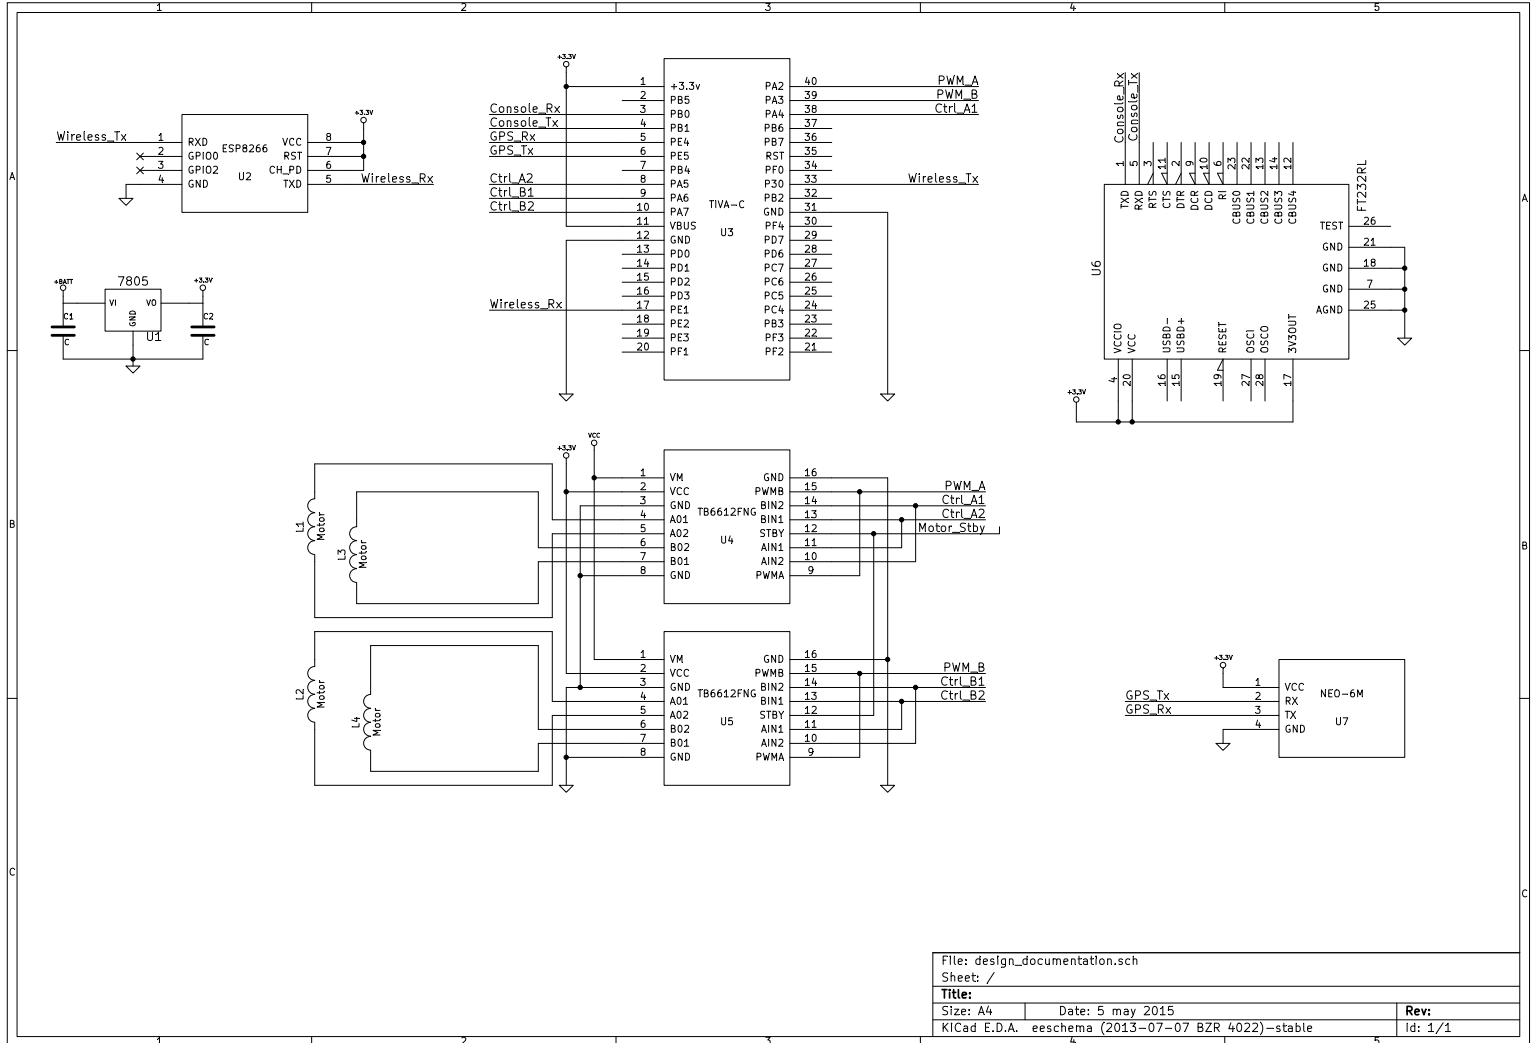 1 2 3 4 5
A A
B B
C C
1 2 3 4 5
ESP8266
U2
Wireless_Tx 1 RXD
2 GPIO0
3 GPIO2
4 GND
+3.3V
VCC 8
RST 7
CH_PD 6
TXD 5 Wireless_Rx
+BATT
+3.3V
7805
VI VO
GND
U1
C1
C
C2
C
+3.3V
TIVA-C
U3
1 +3.3v
2 PB5
Console_Rx 3 PB0
Console_Tx 4 PB1
GPS_Rx 5 PE4
GPS_Tx 6 PE5
7 PB4
Ctrl_A2 8 PA5
Ctrl_B1 9 PA6
Ctrl_B2 10 PA7
11 VBUS
12 GND
13 PD0
14 PD1
15 PD2
16 PD3
Wireless_Rx 17 PE1
18 PE2
19 PE3
20 PF1
PA2 40 PWM_A
PA3 39 PWM_B
PA4 38 Ctrl_A1
PB6 37
PB7 36
RST 35
PF0 34
P30 33 Wireless_Tx
PB2 32
GND 31
PF4 30
PD7 29
PD6 28
PC7 27
PC6 26
PC5 25
PC4 24
PB3 23
PF3 22
PF2 21
FT232RL
U6
Console_Rx 1 TXD
Console_Tx 5 RXD
3 RTS
11 CTS
2 DTR
9 DCR
10 DCD
6 RI
23 CBUS0
22 CBUS1
13 CBUS2
14 CBUS3
12 CBUS4
TEST 26
GND 21
GND 18
GND 7
AGND 25
VCCIO 4
VCC 20
USBD- 16
USBD+ 15
RESET 19
OSCI 27
OSCO 28
3V3OUT 17
+3.3V
+3.3V
VCC
L1
Motor
L3
Motor
TB6612FNG
U4
1 VM
2 VCC
3 GND
4 A01
5 A02
6 B02
7 B01
8 GND
GND 16
PWMB 15 PWM_A
BIN2 14 Ctrl_A1
BIN1 13 Ctrl_A2
STBY 12 Motor_Stby
AIN1 11
AIN2 10
PWMA 9
L2
Motor
L4
Motor
TB6612FNG
U5
1 VM
2 VCC
3 GND
4 A01
5 A02
6 B02
7 B01
8 GND
GND 16
PWMB 15 PWM_B
BIN2 14 Ctrl_B1
BIN1 13 Ctrl_B2
STBY 12
AIN1 11
AIN2 10
PWMA 9
+3.3V
NEO-6M
U7
1 VCC
GPS_Tx 2 RX
GPS_Rx 3 TX
4 GND
File: design_documentation.sch
Sheet: /
Title:
Size: A4 Date: 5 may 2015 Rev:
KiCad E.D.A. eeschema (2013-07-07 BZR 4022)-stable Id: 1/1